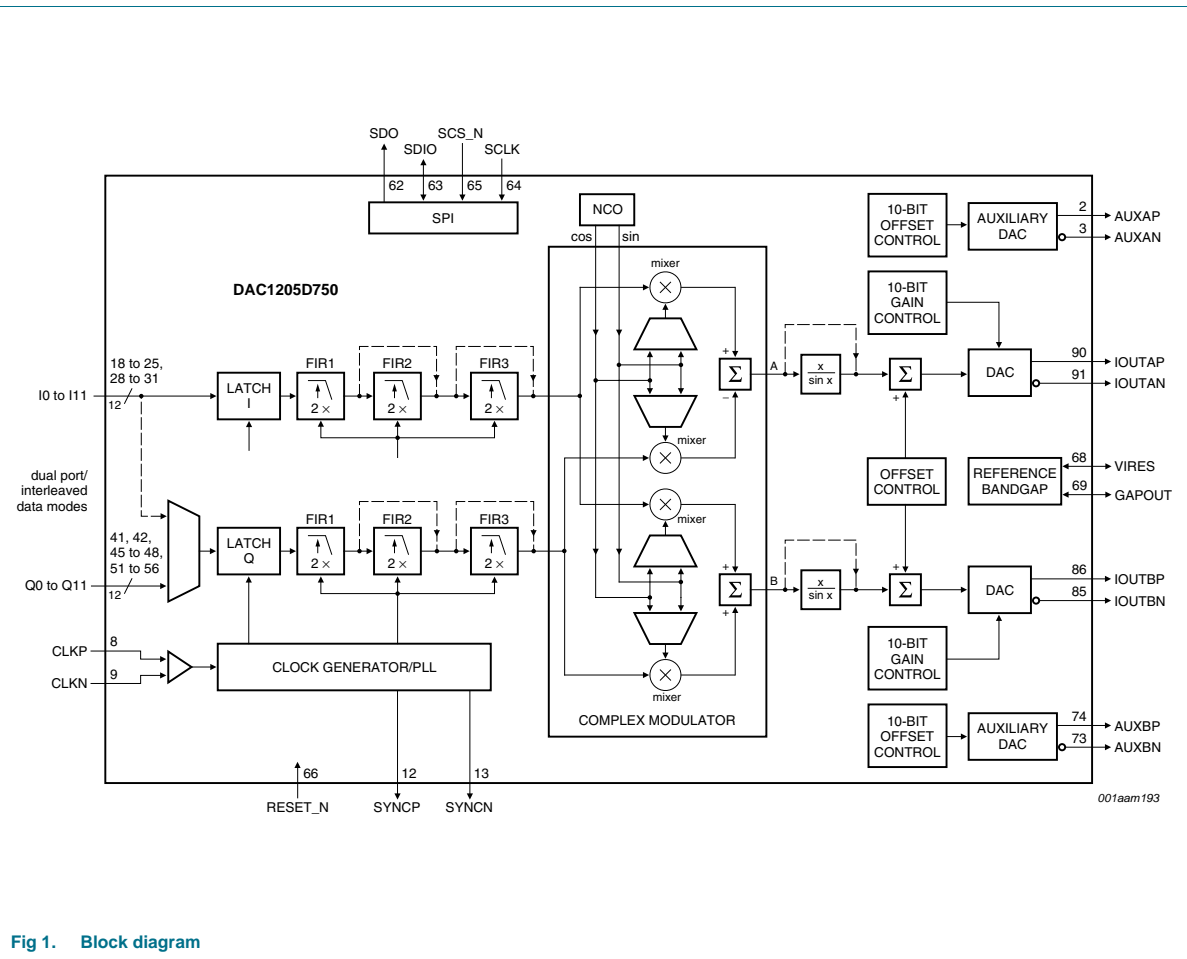 SDO
SDIO
SCS_N
SCLK
62
63
65
64
SPI
NCO
cos
sin
DAC1205D750
10-BIT
OFFSET
CONTROL
AUXILIARY
DAC
2
3
AUXAP
AUXAN
10-BIT
GAIN
CONTROL
mixer
×
18 to 25,
28 to 31
I0 to I11
12
LATCH
I
FIR1
2 ×
FIR2
2 ×
FIR3
2 ×
+
Σ
−
A
x
sin x
Σ
+
DAC
90
91
IOUTAP
IOUTAN
mixer
×
dual port/
interleaved
data modes
OFFSET
CONTROL
REFERENCE
BANDGAP
68
69
VIRES
GAPOUT
×
mixer
41, 42,
45 to 48,
51 to 56
Q0 to Q11
12
LATCH
Q
FIR1
2 ×
FIR2
2 ×
FIR3
2 ×
+
Σ
+
B
x
sin x
+
Σ
DAC
86
85
IOUTBP
IOUTBN
CLKP
8
CLKN
9
CLOCK GENERATOR/PLL
×
mixer
COMPLEX MODULATOR
10-BIT
GAIN
CONTROL
10-BIT
OFFSET
CONTROL
AUXILIARY
DAC
74
73
AUXBP
AUXBN
66
12
13
RESET_N
SYNCP
SYNCN
001aam193
Fig 1. Block diagram